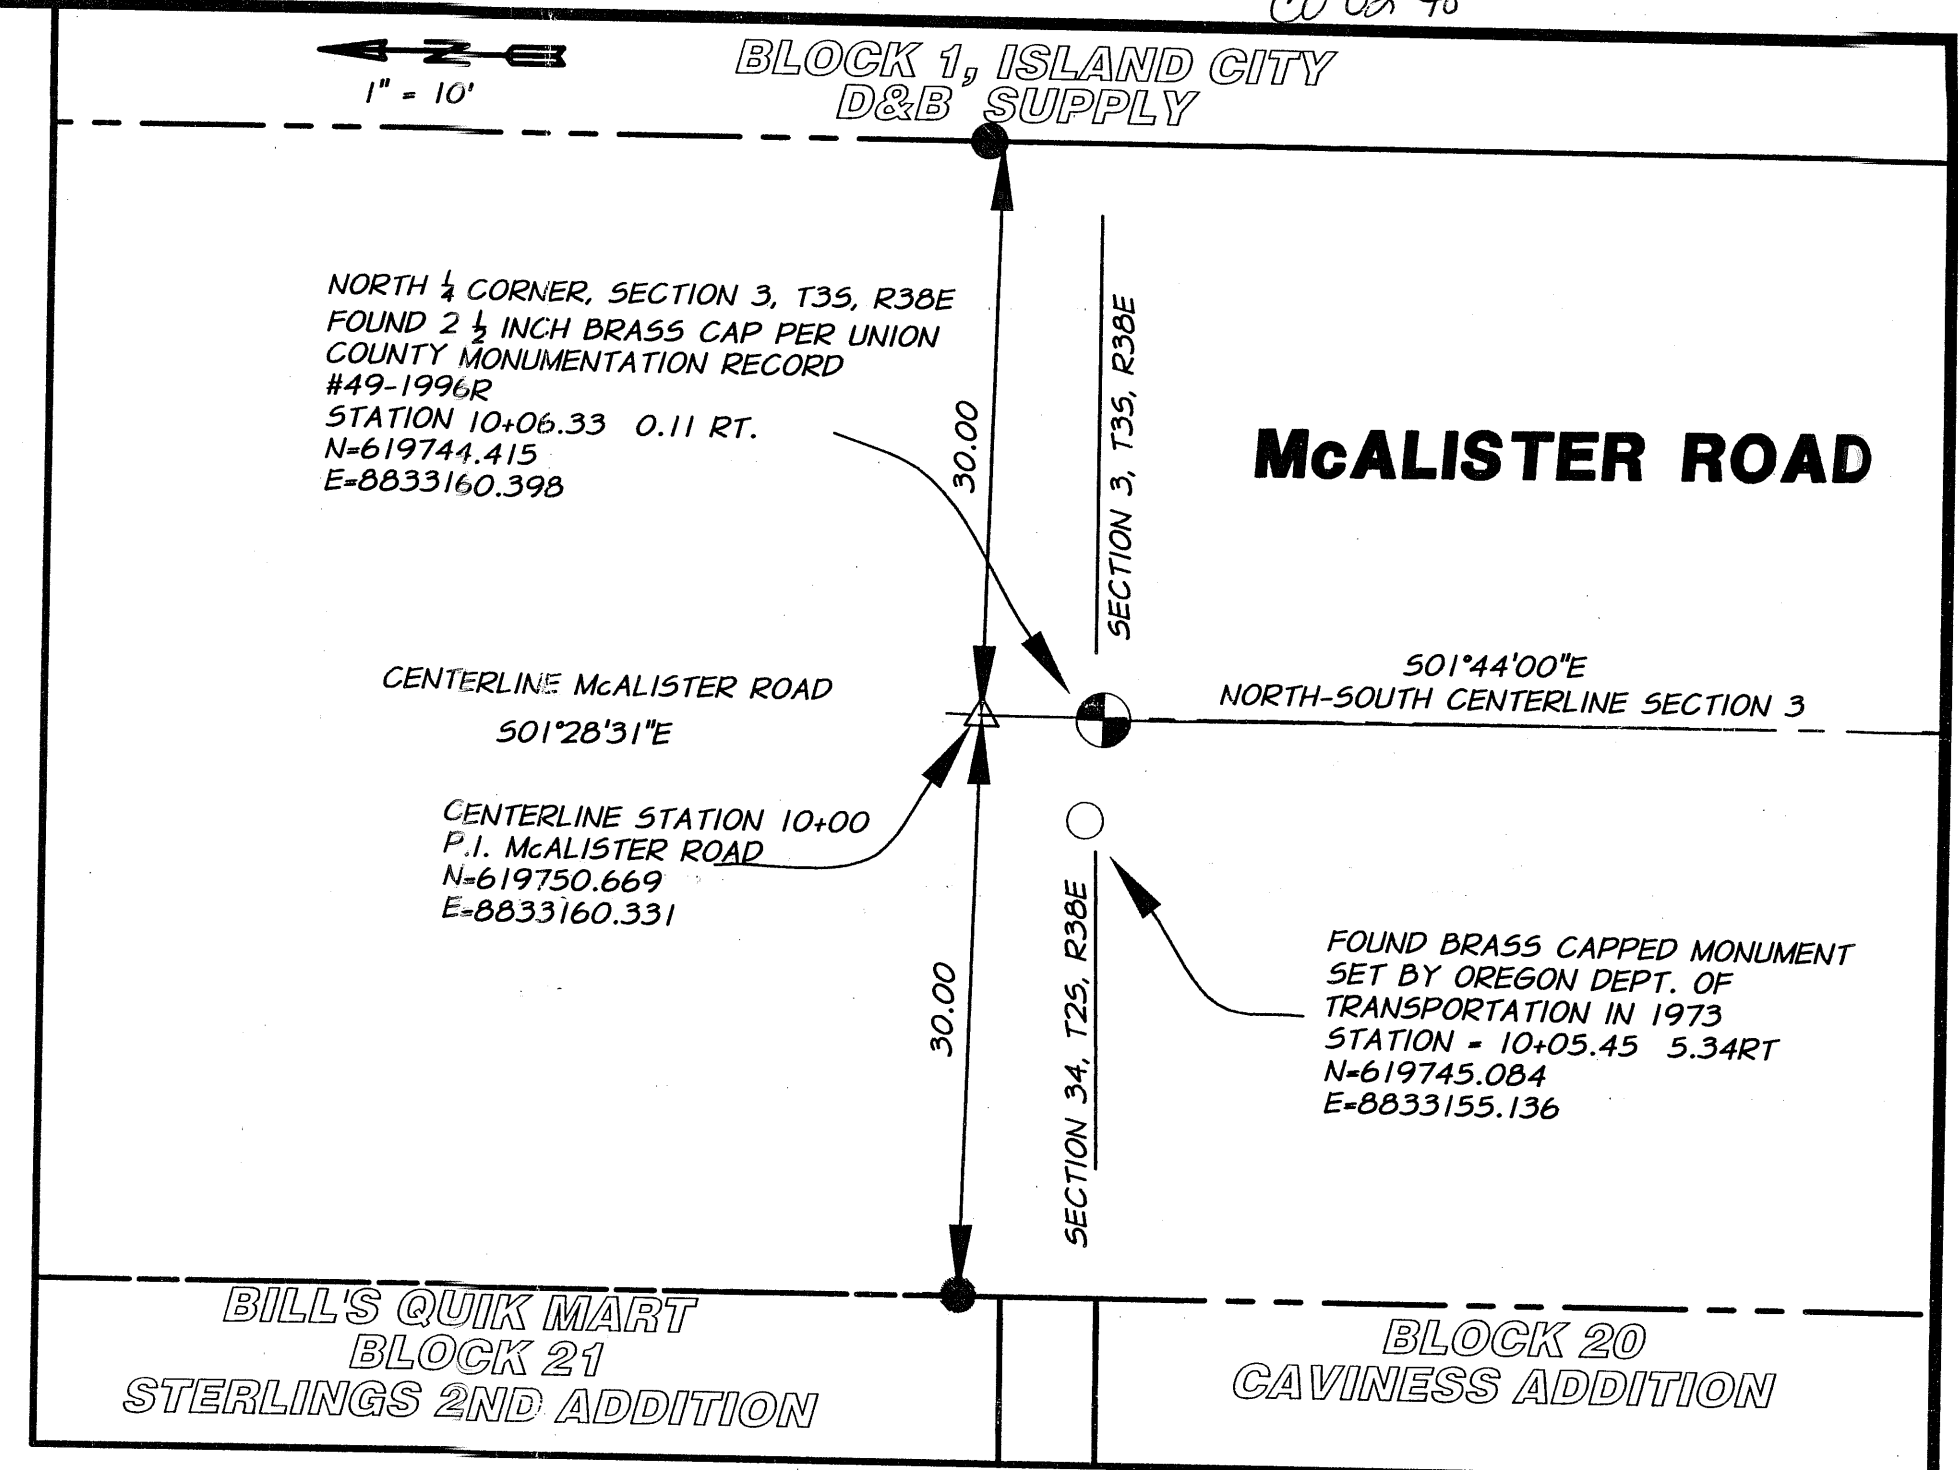 BLOCK 1, ISLAND CITY
D&B SUPPLY
1" = 10'
NORTH 1/4 CORNER, SECTION 3, T3S, R38E
FOUND 2 1/2 INCH BRASS CAP PER UNION
COUNTY MONUMENTATION RECORD
#49-1996R
STATION 10+06.33 0.11 RT.
N=619744.415
E=8833160.398
30.00
SECTION 3, T3S, R38E
McALISTER ROAD
CENTERLINE McALISTER ROAD
S01°28'31"E
S01°44'00"E
NORTH-SOUTH CENTERLINE SECTION 3
CENTERLINE STATION 10+00
P.I. McALISTER ROAD
N=619750.669
E=8833160.331
30.00
SECTION 34, T2S, R38E
FOUND BRASS CAPPED MONUMENT
SET BY OREGON DEPT. OF
TRANSPORTATION IN 1973
STATION = 10+05.45 5.34RT
N=619745.084
E=8833155.136
BILL'S QUIK MART
BLOCK 21
STERLINGS 2ND ADDITION
BLOCK 20
CAVINESS ADDITION